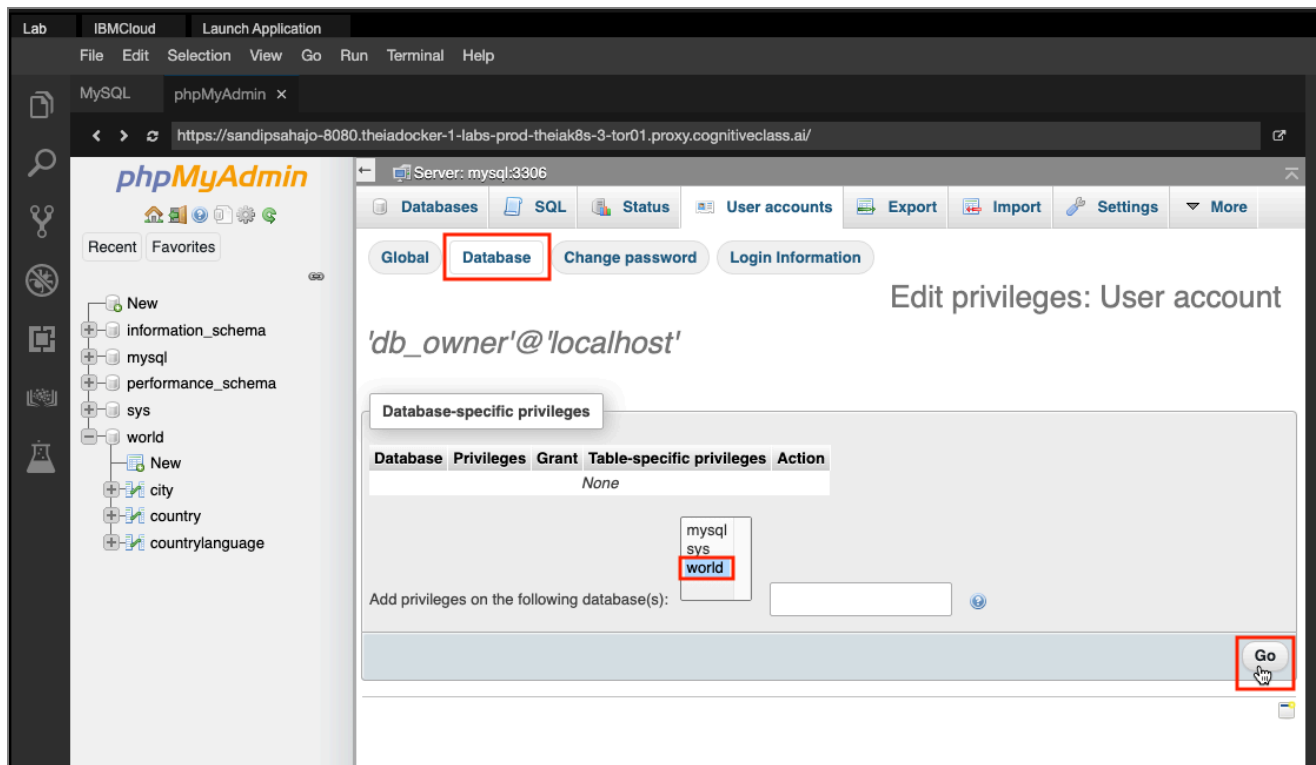 Lab IBMCloud Launch Application
File Edit Selection View Go Run Terminal Help
MySQL phpMyAdmin ×
https://sandipsahajo-8080.theiadocker-1-labs-prod-theiak8s-3-tor01.proxy.cognitiveclass.ai/
phpMyAdmin
Recent Favorites
New
information_schema
mysql
performance_schema
sys
world
New
city
country
countrylanguage
Server: mysql:3306
Databases SQL Status User accounts Export Import Settings More
Global Database Change password Login Information
Edit privileges: User account
'db_owner'@'localhost'
Database-specific privileges
Database Privileges Grant Table-specific privileges Action
None
mysql
sys
world
Add privileges on the following database(s):
Go